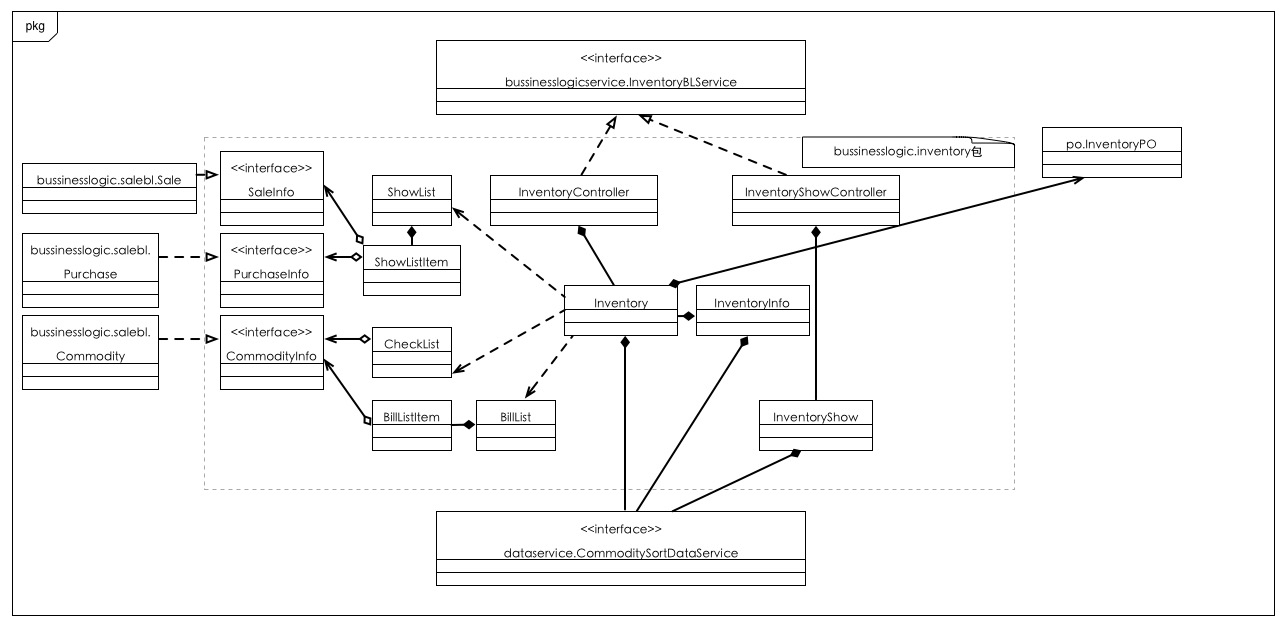 pkg
<<interface>>
bussinesslogicservice.InventoryBLService
bussinesslogic.inventory包
po.InventoryPO
bussinesslogic.salebl.Sale
<<interface>>
SaleInfo
ShowList
InventoryController
InventoryShowController
bussinesslogic.salebl.
Purchase
<<interface>>
PurchaseInfo
ShowListItem
Inventory
InventoryInfo
bussinesslogic.salebl.
Commodity
<<interface>>
CommodityInfo
CheckList
BillListItem
BillList
InventoryShow
<<interface>>
dataservice.CommoditySortDataService